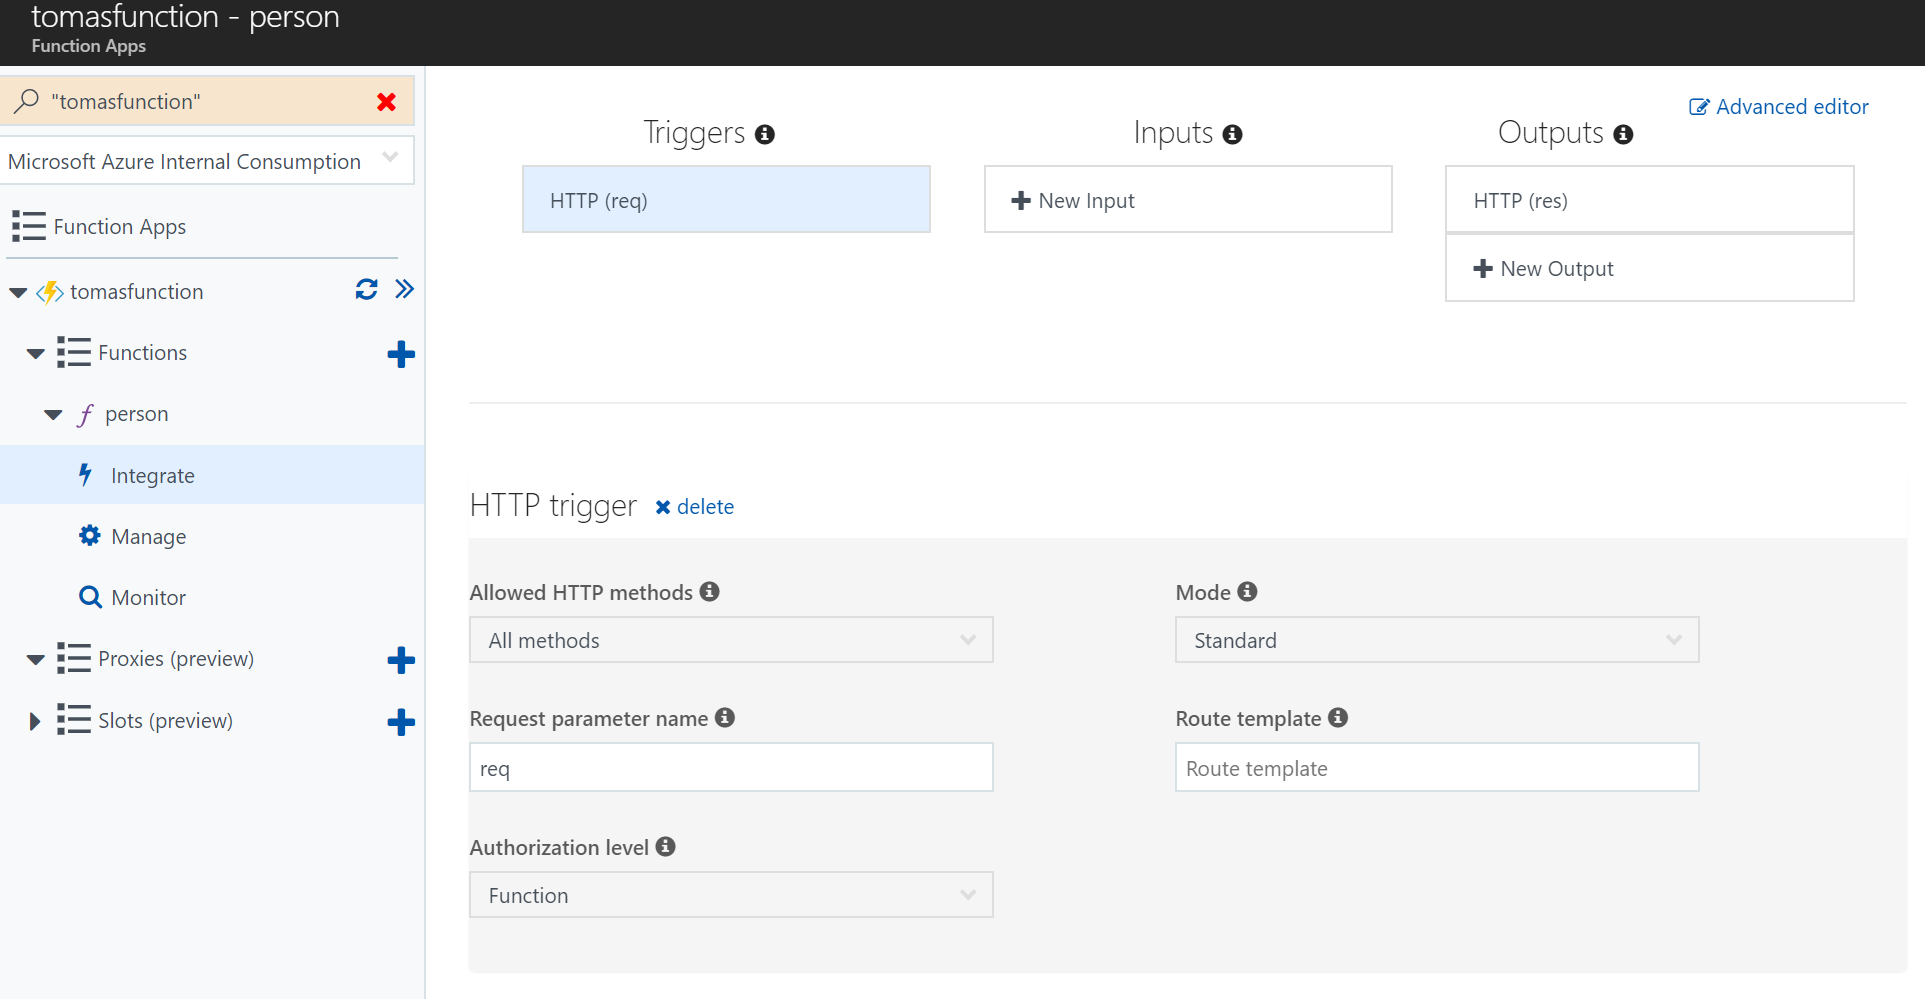 tomasfunction - person
Function Apps
"tomasfunction"
Microsoft Azure Internal Consumption
Function Apps
tomasfunction
Functions
person
Integrate
Manage
Monitor
Proxies (preview)
Slots (preview)
Advanced editor
Triggers
Inputs
Outputs
HTTP (req)
New Input
HTTP (res)
New Output
HTTP trigger delete
Allowed HTTP methods
All methods
Mode
Standard
Request parameter name
req
Route template
Route template
Authorization level
Function